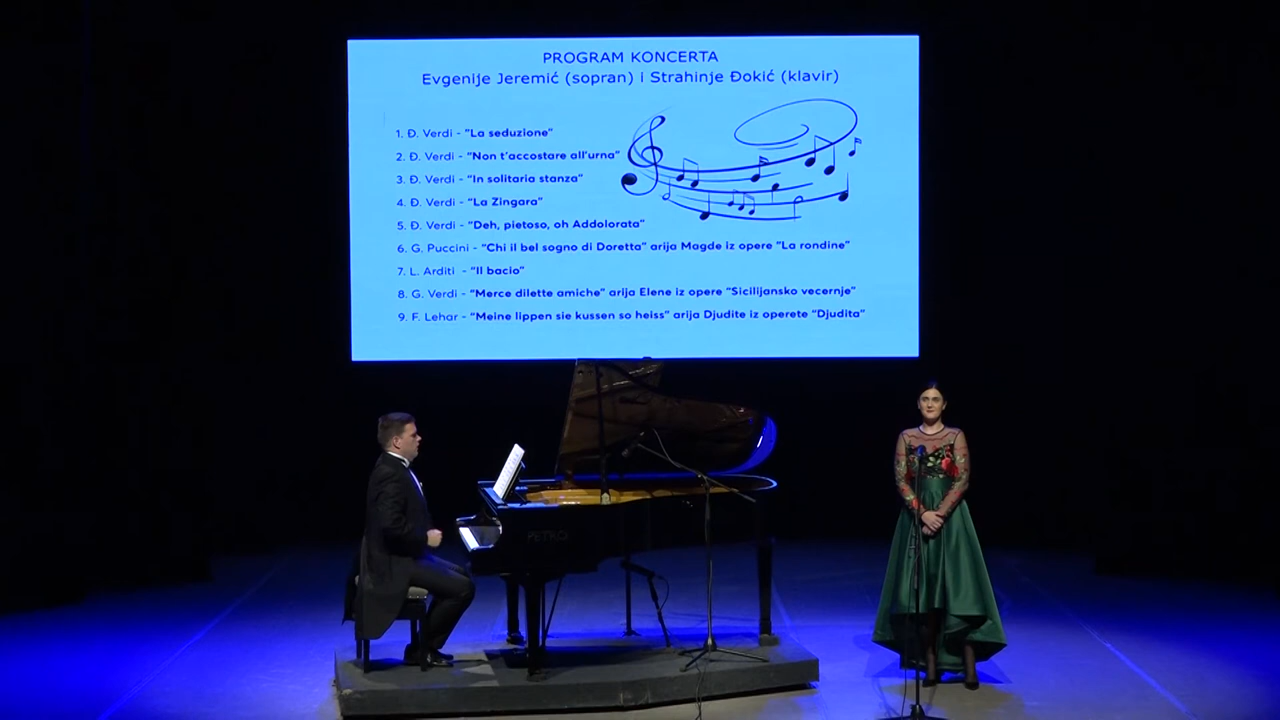 PROGRAM KONCERTA
Evgenije Jeremić (sopran) i Strahinje Đokić (klavir)
1. Đ. Verdi - "La seduzione"
2. Đ. Verdi - "Non t'accostare all'urna"
3. Đ. Verdi - "In solitaria stanza"
4. Đ. Verdi - "La Zingara"
5. Đ. Verdi - "Deh, pietoso, oh Addolorata"
6. G. Puccini - "Chi il bel sogno di Doretta" arija Magde iz opere "La rondine"
7. L. Arditi - "Il bacio"
8. G. Verdi - "Merce dilette amiche" arija Elene iz opere "Sicilijansko vecernje"
9. F. Lehar - "Meine lippen sie kussen so heiss" arija Djudite iz operete "Djudita"
PETROF